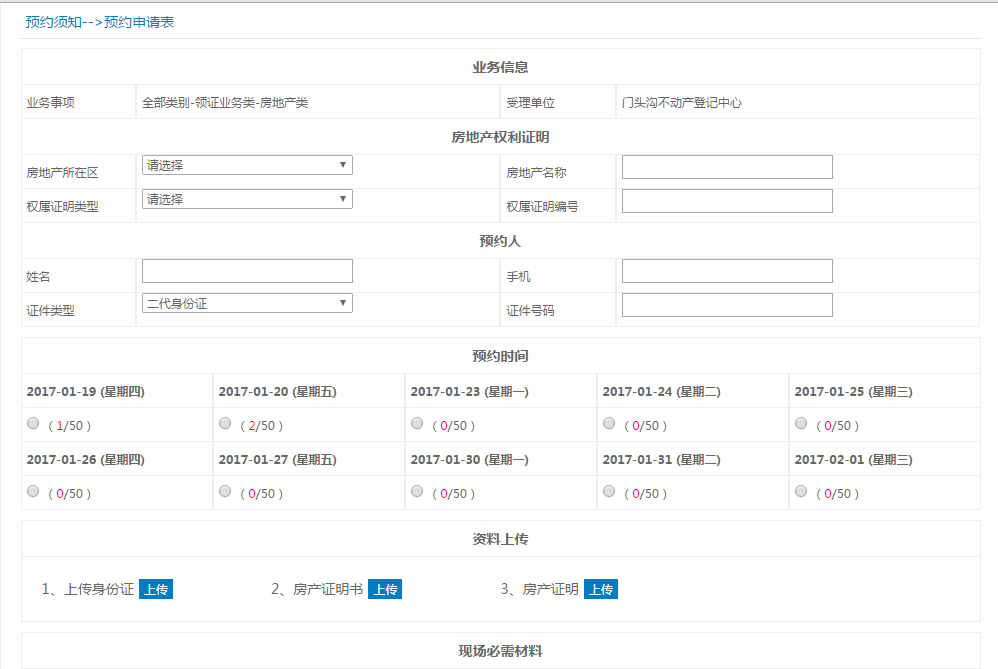 预约须知-->预约申请表
业务信息
业务事项 全部类别-领证业务类-房地产类 受理单位 门头沟不动产登记中心
房地产权利证明
房地产所在区 请选择 房地产名称
权属证明类型 请选择 权属证明编号
预约人
姓名 手机
证件类型 二代身份证 证件号码
预约时间
2017-01-19 (星期四) 2017-01-20 (星期五) 2017-01-23 (星期一) 2017-01-24 (星期二) 2017-01-25 (星期三)
( 1/50 ) ( 2/50 ) ( 0/50 ) ( 0/50 ) ( 0/50 )
2017-01-26 (星期四) 2017-01-27 (星期五) 2017-01-30 (星期一) 2017-01-31 (星期二) 2017-02-01 (星期三)
( 0/50 ) ( 0/50 ) ( 0/50 ) ( 0/50 ) ( 0/50 )
资料上传
1、上传身份证 上传 2、房产证明书 上传 3、房产证明 上传
现场必需材料